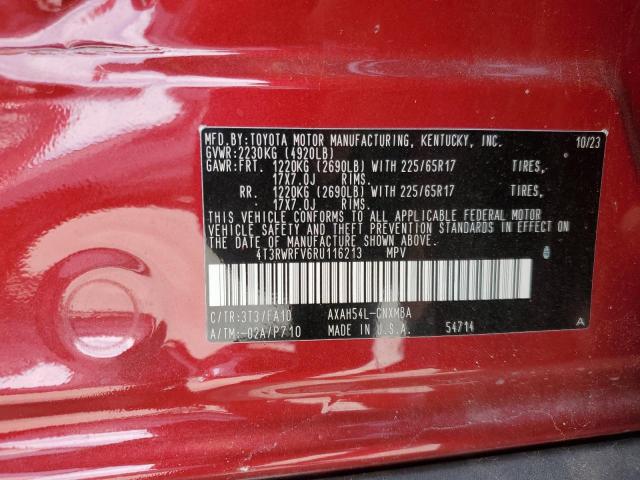 MFD.BY:TOYOTA MOTOR MANUFACTURING, KENTUCKY, INC. 10/23
GVWR:2230KG (4920LB)
GAWR:FRT. 1220KG (2690LB) WITH 225/65R17 TIRES,
17X7.0J RIMS.
RR. 1220KG (2690LB) WITH 225/65R17 TIRES,
17X7.0J RIMS.
THIS VEHICLE CONFORMS TO ALL APPLICABLE FEDERAL MOTOR
VEHICLE SAFETY AND THEFT PREVENTION STANDARDS IN EFFECT ON
THE DATE OF MANUFACTURE SHOWN ABOVE.
4T3RWRFV6RU116213 MPV
C/TR:3T3/FA10 AXAH54L-CNXMBA
A/TM:-02A/P710 MADE IN U.S.A. 54714 A